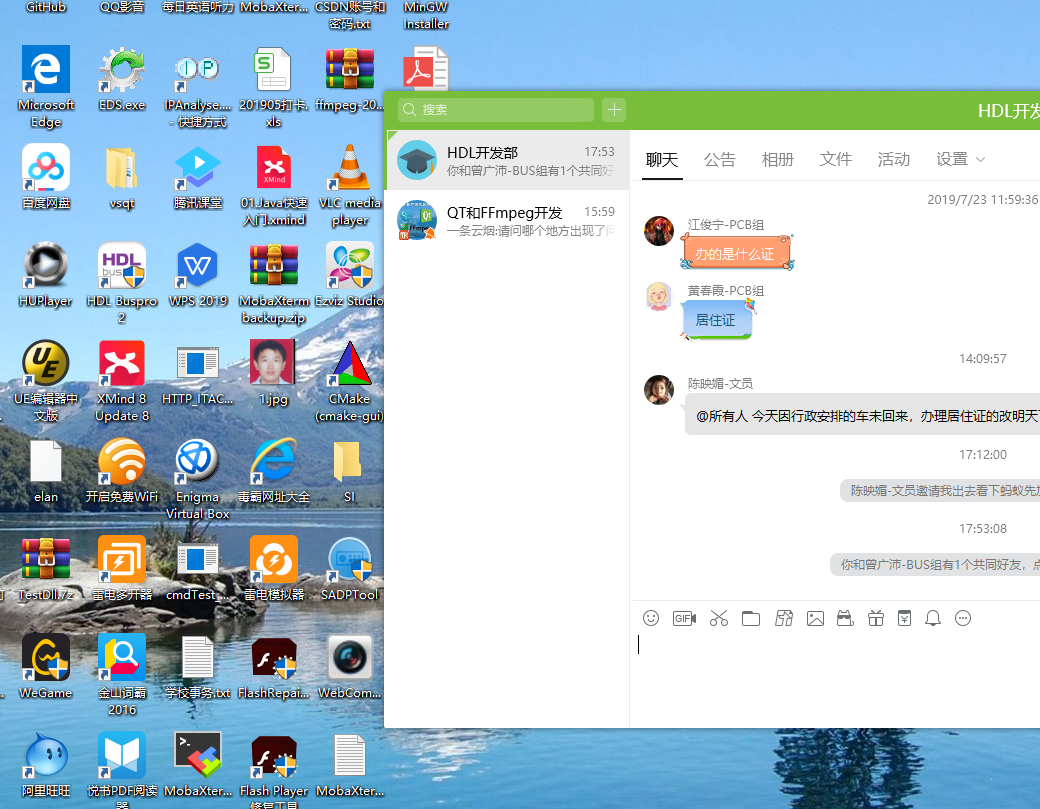 GitHub
QQ影音
每日英语听力
MobaXter...
CSDN账号和
密码.txt
MinGW
Installer
Microsoft
Edge
EDS.exe
IPAnalyse....
- 快捷方式
201905打卡.
xls
ffmpeg-20...
百度网盘
vsqt
腾讯课堂
01.Java快速
入门.xmind
VLC media
player
HUPlayer
HDL Buspro
2
WPS 2019
MobaXterm
backup.zip
Ezviz Studio
UE编辑器中
文版
XMind 8
Update 8
HTTP_ITAC...
1.jpg
CMake
(cmake-gui)
elan
开启免费WiFi
Enigma
Virtual Box
毒霸网址大全
SI
TestDll.7z
雷电多开器
cmdTest_...
雷电模拟器
SADPTool
WeGame
金山词霸
2016
学校事务.txt
FlashRepai...
WebCom...
阿里旺旺
悦书PDF阅读
器
MobaXter...
Flash Player
修复工具
MobaXter...
搜索
HDL开发
HDL开发部
17:53
你和曾广沛-BUS组有1个共同好
QT和FFmpeg开发
15:59
一条云烟:请问哪个地方出现了问
聊天
公告
相册
文件
活动
设置
2019/7/23 11:59:36
江俊宁-PCB组
办的是什么证
黄春霞-PCB组
居住证
14:09:57
陈映媚-文员
@所有人 今天因行政安排的车未回来，办理居住证的改明天
17:12:00
陈映媚-文员邀请我出去看下蚂蚁先
17:53:08
你和曾广沛-BUS组有1个共同好友，点